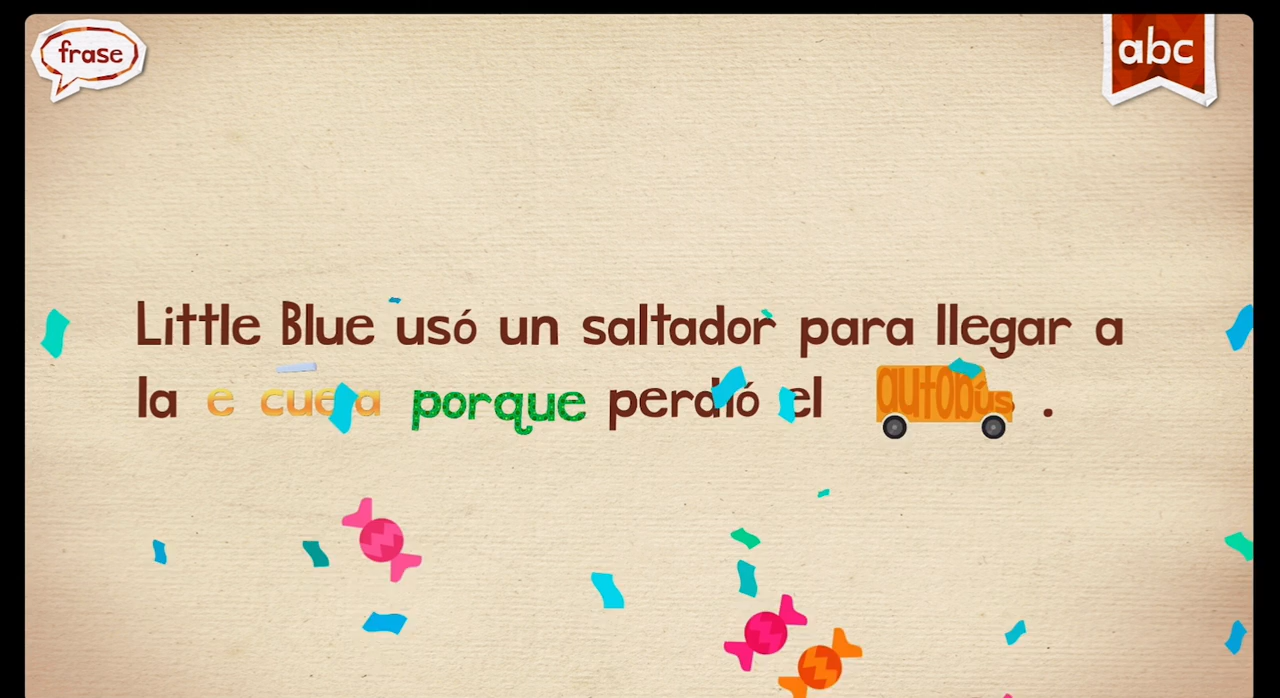 frase
abc
Little Blue usó un saltador para llegar a
la porque perdió el autobús .